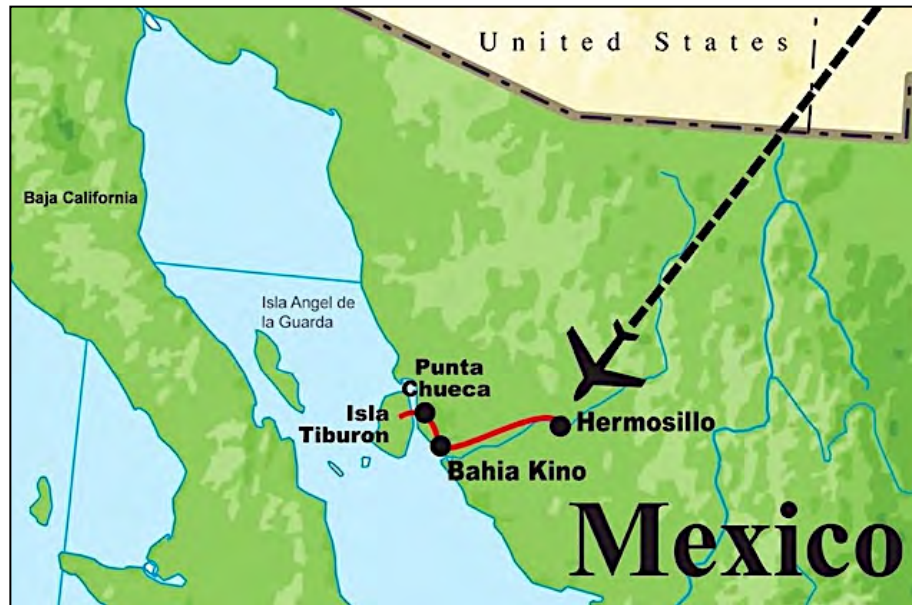 United States
Baja California
Isla Angel de
la Guarda
Punta
Chueca
Isla
Tiburon
Hermosillo
Bahia Kino
Mexico